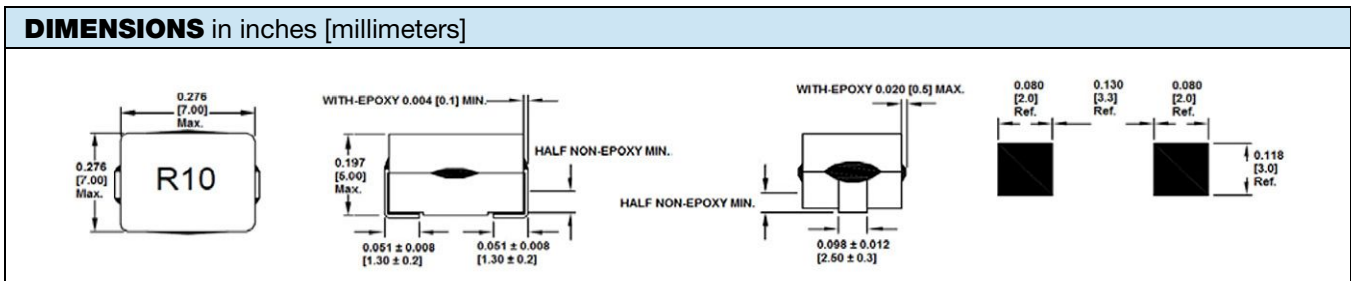 DIMENSIONS in inches [millimeters]
0.276
[7.00]
Max.
0.276
[7.00]
Max.
R10
WITH-EPOXY 0.004 [0.1] MIN.
0.197
[5.00]
Max.
HALF NON-EPOXY MIN.
0.051 ± 0.008
[1.30 ± 0.2]
0.051 ± 0.008
[1.30 ± 0.2]
WITH-EPOXY 0.020 [0.5] MAX.
HALF NON-EPOXY MIN.
0.098 ± 0.012
[2.50 ± 0.3]
0.080
[2.0]
Ref.
0.130
[3.3]
Ref.
0.080
[2.0]
Ref.
0.118
[3.0]
Ref.